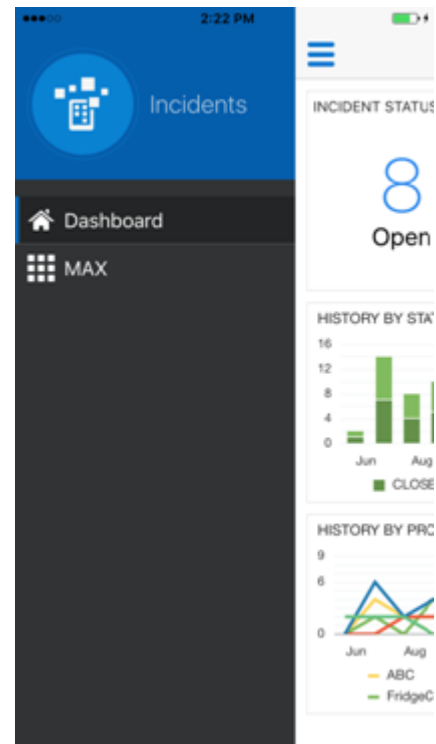 2:22 PM
Incidents
Dashboard
MAX
INCIDENT STATUS
8
Open
HISTORY BY STAT
16
12
8
4
0
Jun Aug
CLOSE
HISTORY BY PRO
9
6
0
Jun Aug
ABC
FridgeC